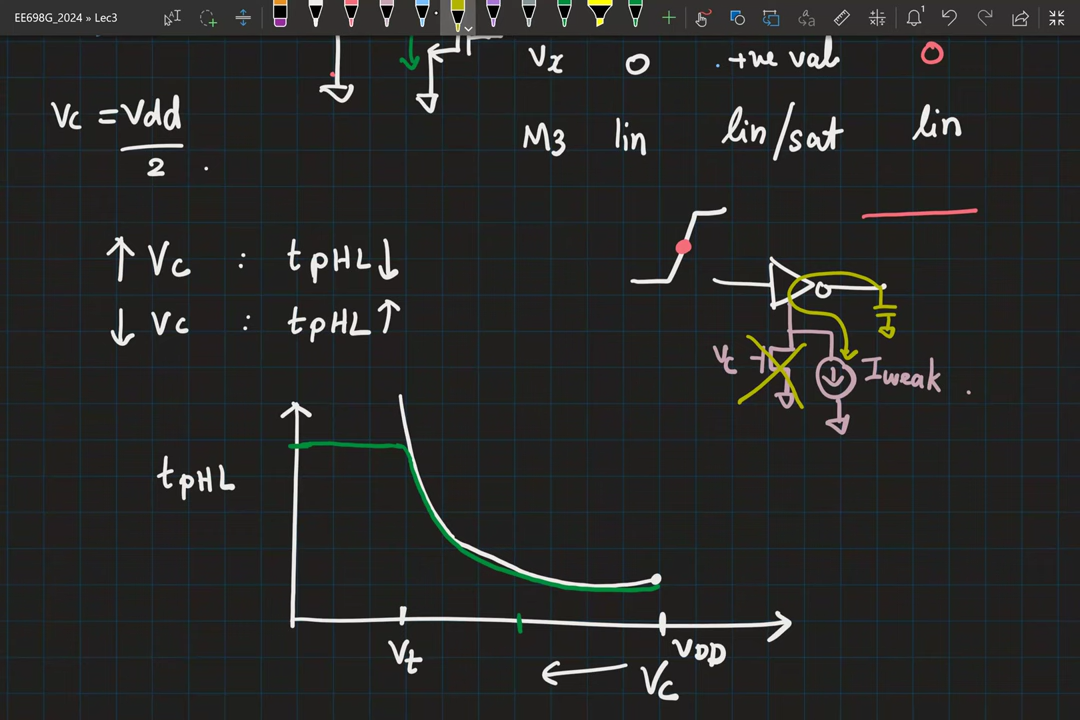 EE698G_2024 » Lec3
Vx 0 +ve val 0
M3 lin lin/sat lin
Vc = Vdd
2
↑ Vc : tpHL ↓
↓ Vc : tpHL ↑
Vc
Iweak
tpHL
Vt
VDD
← Vc